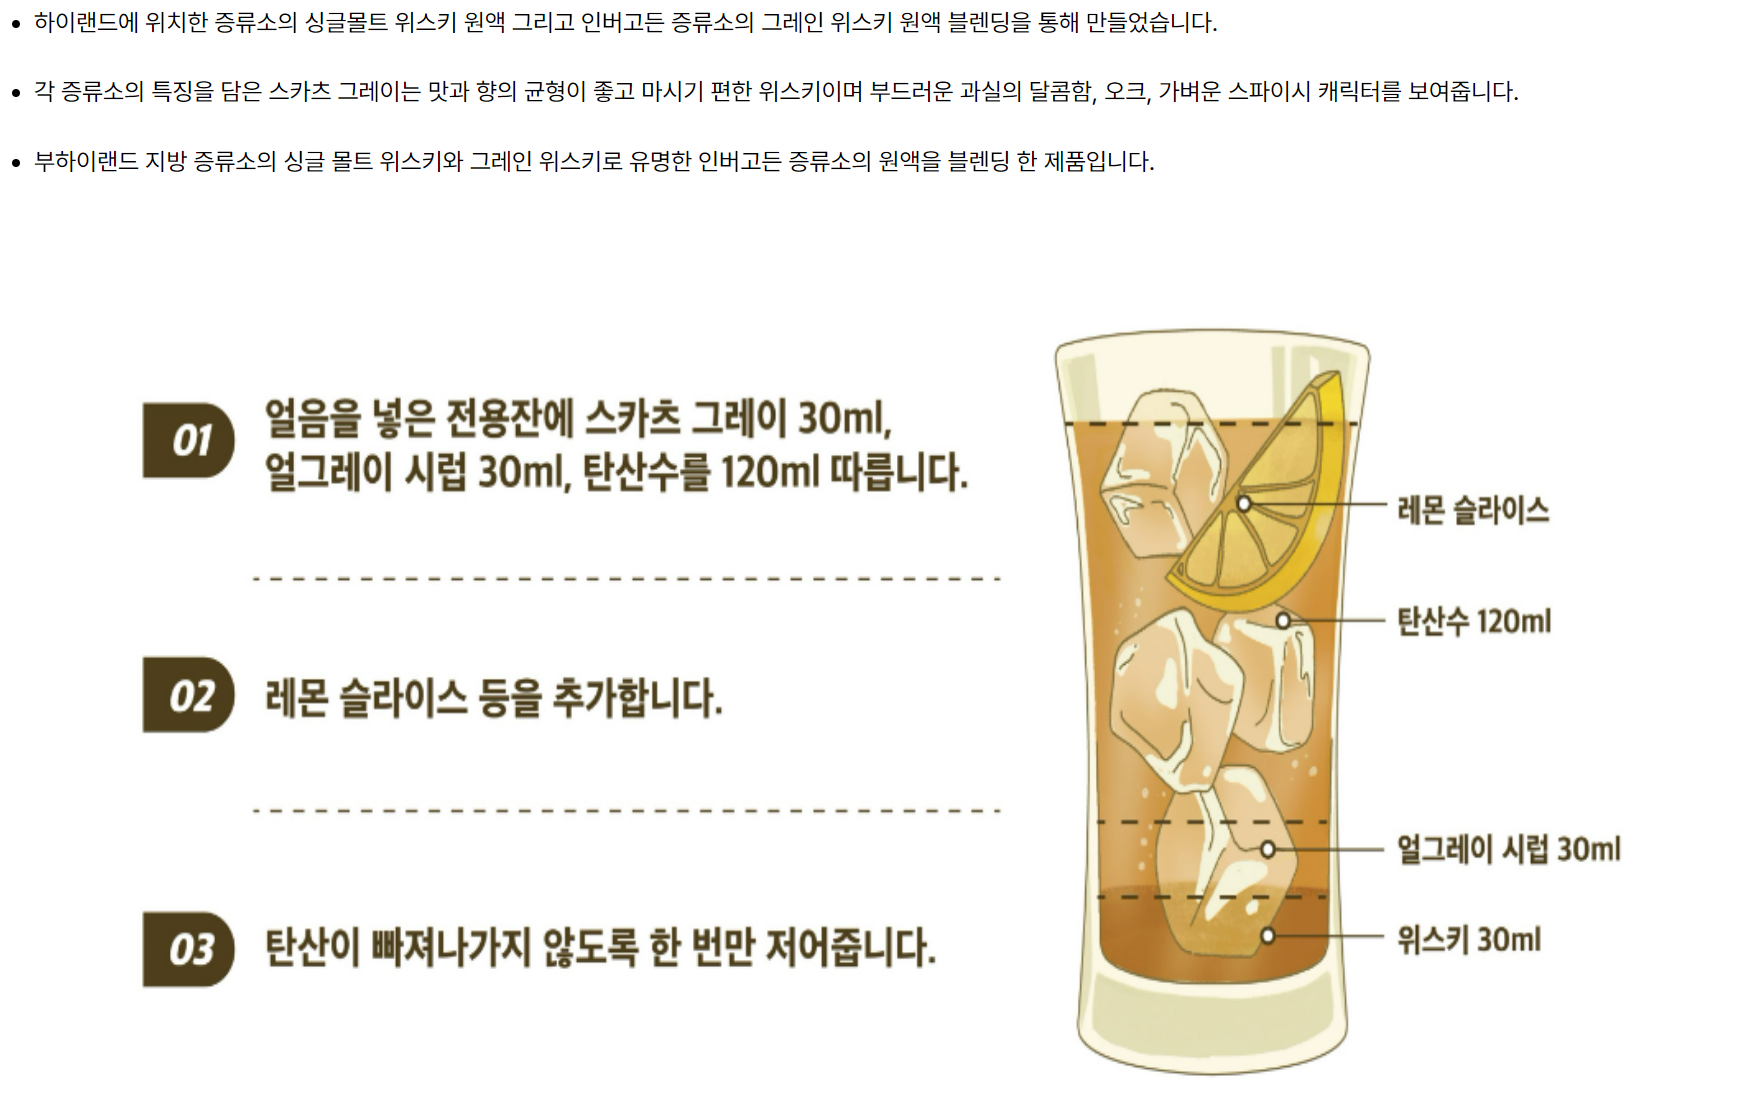 하이랜드에 위치한 증류소의 싱글몰트 위스키 원액 그리고 인버고든 증류소의 그레인 위스키 원액 블렌딩을 통해 만들었습니다.
각 증류소의 특징을 담은 스카츠 그레이는 맛과 향의 균형이 좋고 마시기 편한 위스키이며 부드러운 과실의 달콤함, 오크, 가벼운 스파이시 캐릭터를 보여줍니다.
부하이랜드 지방 증류소의 싱글 몰트 위스키와 그레인 위스키로 유명한 인버고든 증류소의 원액을 블렌딩 한 제품입니다.
01
얼음을 넣은 전용잔에 스카츠 그레이 30ml,
얼그레이 시럽 30ml, 탄산수를 120ml 따릅니다.
02
레몬 슬라이스 등을 추가합니다.
03
탄산이 빠져나가지 않도록 한 번만 저어줍니다.
레몬 슬라이스
탄산수 120ml
얼그레이 시럽 30ml
위스키 30ml